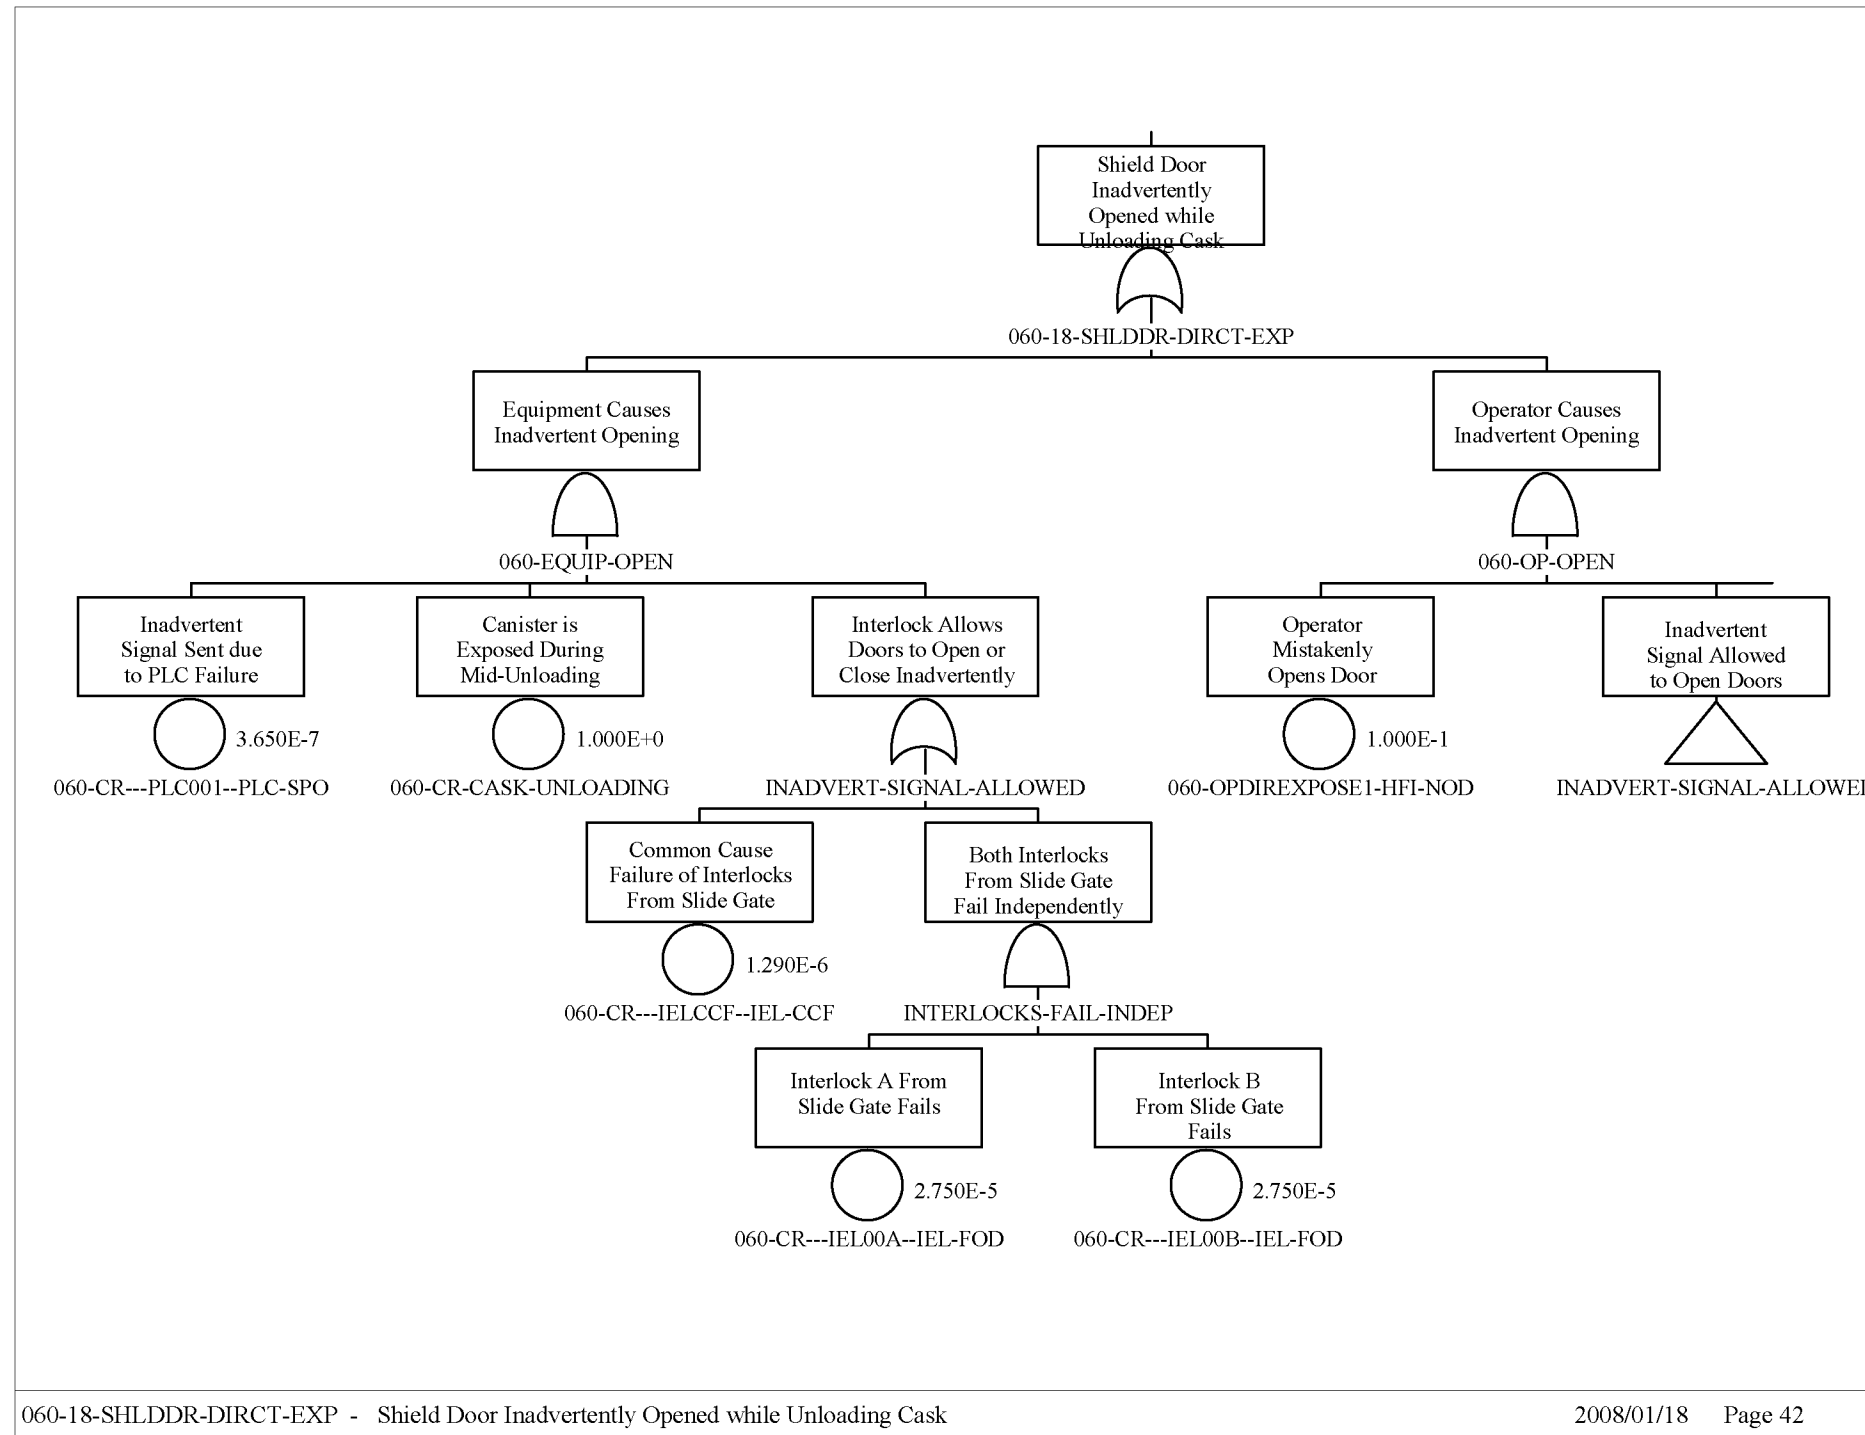 Shield Door
Inadvertently
Opened while
Unloading Cask
060-18-SHLDDR-DIRCT-EXP
Equipment Causes
Inadvertent Opening
060-EQUIP-OPEN
Operator Causes
Inadvertent Opening
060-OP-OPEN
Inadvertent
Signal Sent due
to PLC Failure
3.650E-7
060-CR---PLC001--PLC-SPO
Canister is
Exposed During
Mid-Unloading
1.000E+0
060-CR-CASK-UNLOADING
Interlock Allows
Doors to Open or
Close Inadvertently
INADVERT-SIGNAL-ALLOWED
Operator
Mistakenly
Opens Door
1.000E-1
060-OPDIREXPOSE1-HFI-NOD
Inadvertent
Signal Allowed
to Open Doors
INADVERT-SIGNAL-ALLOWE
Common Cause
Failure of Interlocks
From Slide Gate
1.290E-6
060-CR---IELCCF--IEL-CCF
Both Interlocks
From Slide Gate
Fail Independently
INTERLOCKS-FAIL-INDEP
Interlock A From
Slide Gate Fails
2.750E-5
060-CR---IEL00A--IEL-FOD
Interlock B
From Slide Gate
Fails
2.750E-5
060-CR---IEL00B--IEL-FOD
060-18-SHLDDR-DIRCT-EXP - Shield Door Inadvertently Opened while Unloading Cask
2008/01/18 Page 42